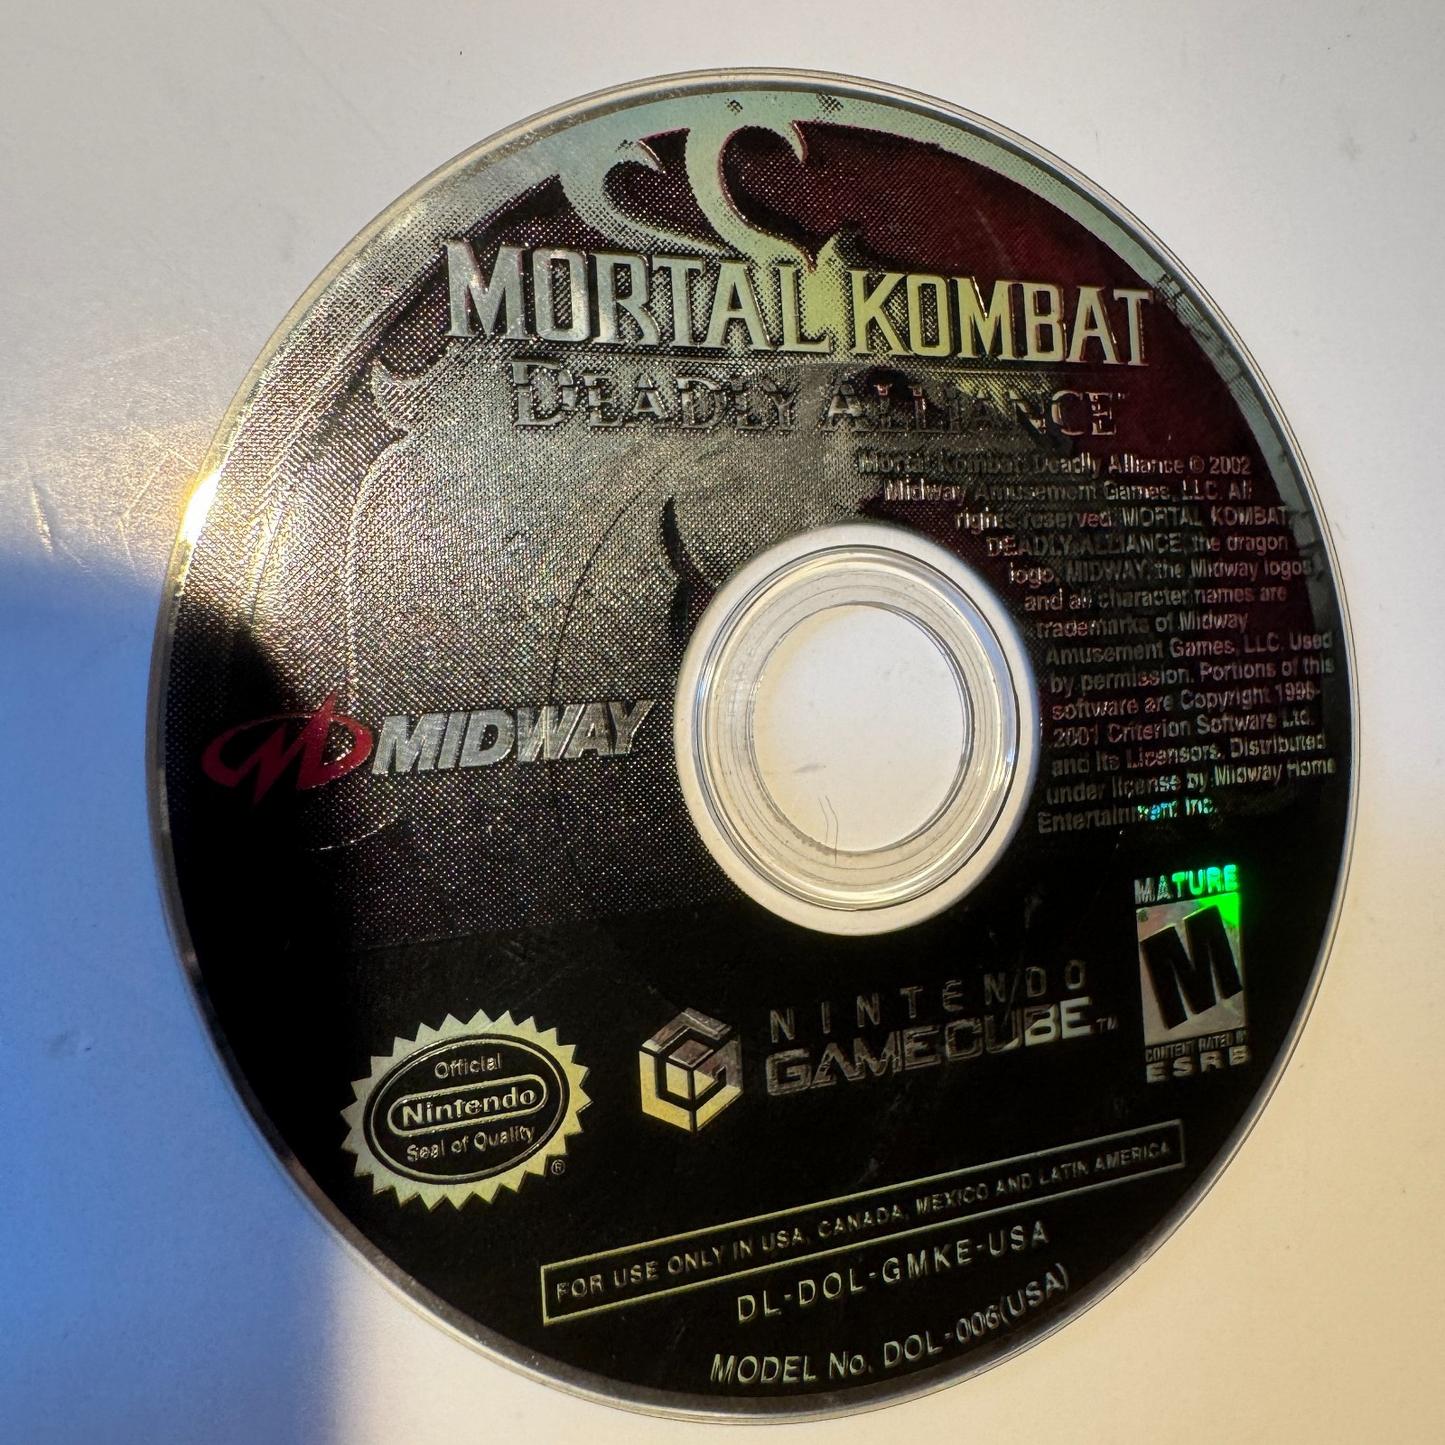 MORTAL KOMBAT
DEADLY ALLIANCE™
Mortal Kombat: Deadly Alliance © 2002
Midway Amusement Games, LLC. All
rights reserved. MORTAL KOMBAT
DEADLY ALLIANCE, the dragon
logo, MIDWAY, the Midway logos
and all character names are
trademarks of Midway
Amusement Games, LLC. Used
by permission. Portions of this
software are Copyright 1998-
2001 Criterion Software Ltd.
and its Licensors. Distributed
under license by Midway Home
Entertainment Inc.
MIDWAY
MATURE
M
CONTENT RATED BY
ESRB
NINTENDO
GAMECUBE™
Official
Nintendo
Seal of Quality
®
FOR USE ONLY IN USA, CANADA, MEXICO AND LATIN AMERICA
DL-DOL-GMKE-USA
MODEL No. DOL-006(USA)